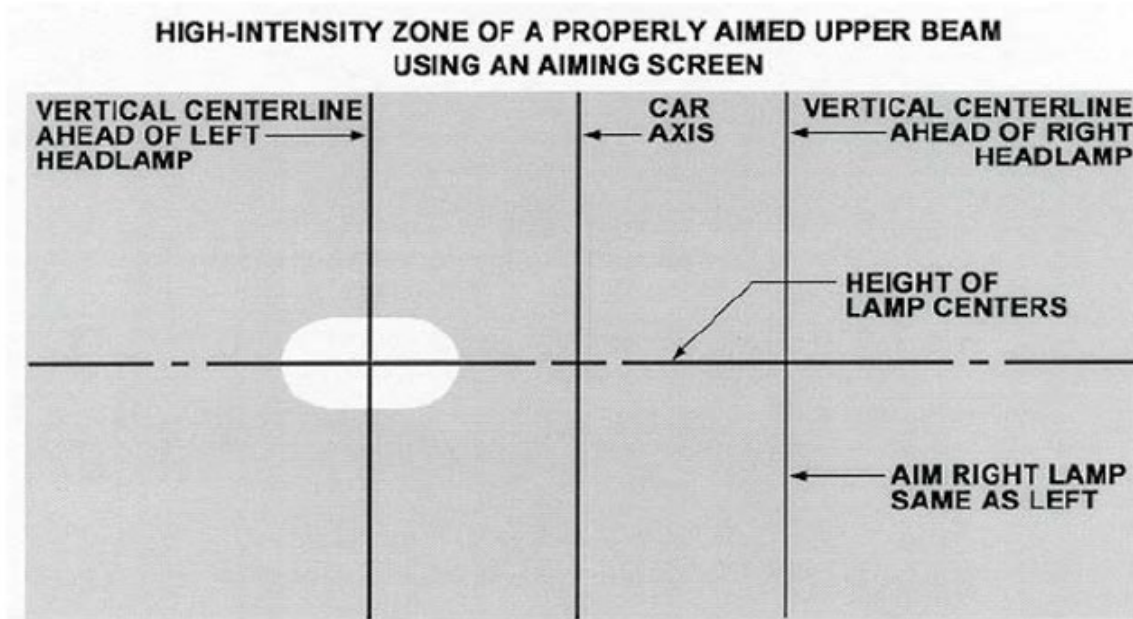 HIGH-INTENSITY ZONE OF A PROPERLY AIMED UPPER BEAM
USING AN AIMING SCREEN
VERTICAL CENTERLINE
AHEAD OF LEFT
HEADLAMP
CAR
AXIS
VERTICAL CENTERLINE
AHEAD OF RIGHT
HEADLAMP
HEIGHT OF
LAMP CENTERS
AIM RIGHT LAMP
SAME AS LEFT